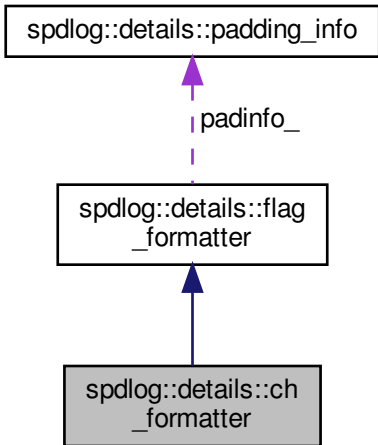 spdlog::details::padding_info
padinfo_
spdlog::details::flag
_formatter
spdlog::details::ch
_formatter